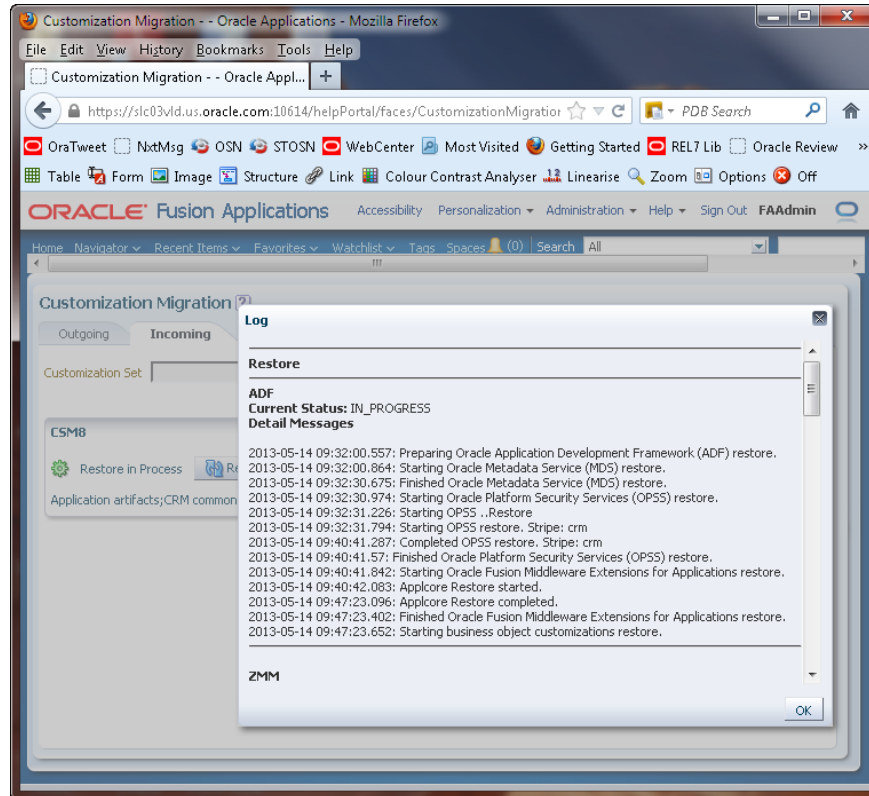 Customization Migration - - Oracle Applications - Mozilla Firefox
File Edit View History Bookmarks Tools Help
Customization Migration - - Oracle Appl... +
https://slc03vld.us.oracle.com:10614/helpPortal/faces/CustomizationMigration PDB Search
OraTweet NxtMsg OSN STOSN WebCenter Most Visited Getting Started REL7 Lib Oracle Review »
Table Form Image Structure Link Colour Contrast Analyser Linearise Zoom Options Off
ORACLE Fusion Applications Accessibility Personalization Administration Help Sign Out FAAdmin
Home Navigator Recent Items Favorites Watchlist Tags Spaces (0) Search All
Customization Migration ?
Outgoing Incoming
Customization Set
CSM8
Restore in Process Re
Application artifacts;CRM common
Log
Restore
ADF
Current Status: IN_PROGRESS
Detail Messages
2013-05-14 09:32:00.557: Preparing Oracle Application Development Framework (ADF) restore.
2013-05-14 09:32:00.864: Starting Oracle Metadata Service (MDS) restore.
2013-05-14 09:32:30.675: Finished Oracle Metadata Service (MDS) restore.
2013-05-14 09:32:30.974: Starting Oracle Platform Security Services (OPSS) restore.
2013-05-14 09:32:31.226: Starting OPSS ..Restore
2013-05-14 09:32:31.794: Starting OPSS restore. Stripe: crm
2013-05-14 09:40:41.287: Completed OPSS restore. Stripe: crm
2013-05-14 09:40:41.57: Finished Oracle Platform Security Services (OPSS) restore.
2013-05-14 09:40:41.842: Starting Oracle Fusion Middleware Extensions for Applications restore.
2013-05-14 09:40:42.083: Applcore Restore started.
2013-05-14 09:47:23.096: Applcore Restore completed.
2013-05-14 09:47:23.402: Finished Oracle Fusion Middleware Extensions for Applications restore.
2013-05-14 09:47:23.652: Starting business object customizations restore.
ZMM
OK